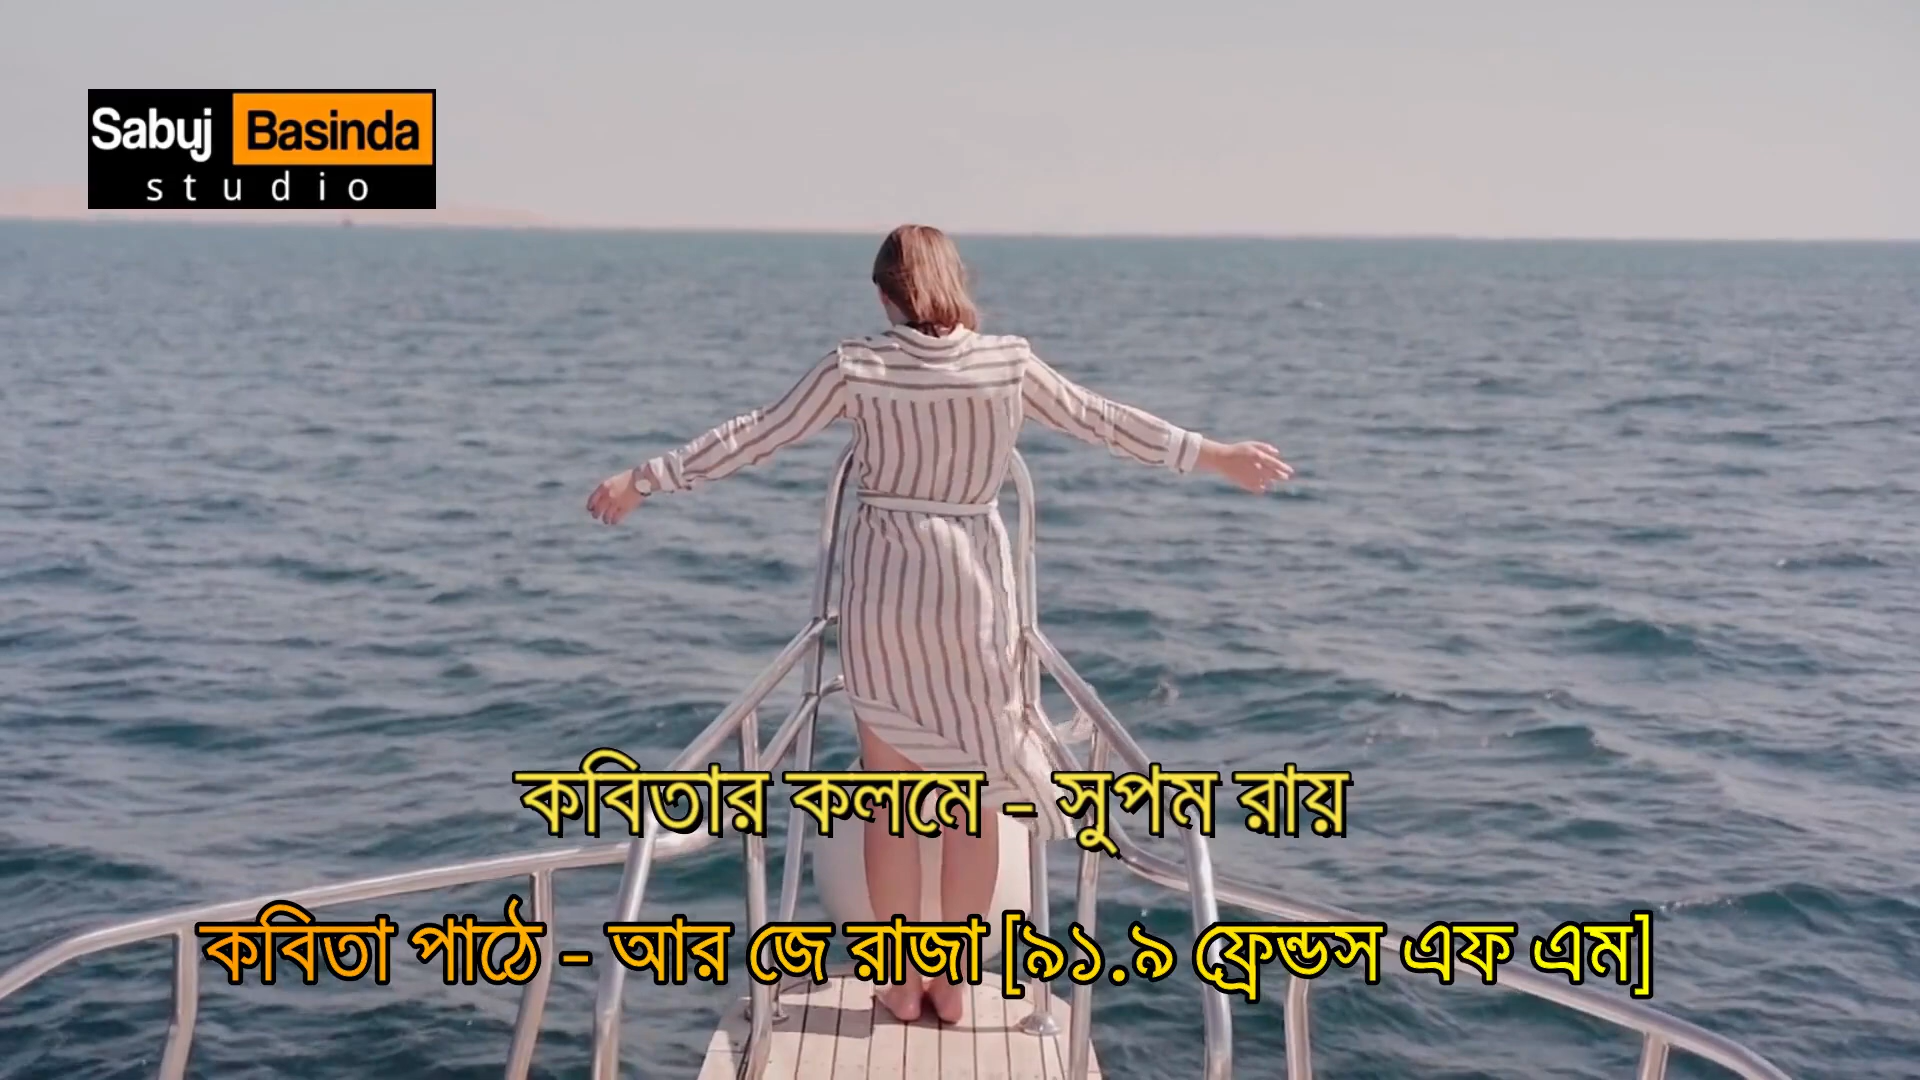 Sabuj Basinda
studio
কবিতার কলমে - সুপম রায়
কবিতা পাঠে - আর জে রাজা [৯১.৯ ফ্রেন্ডস এফ এম]